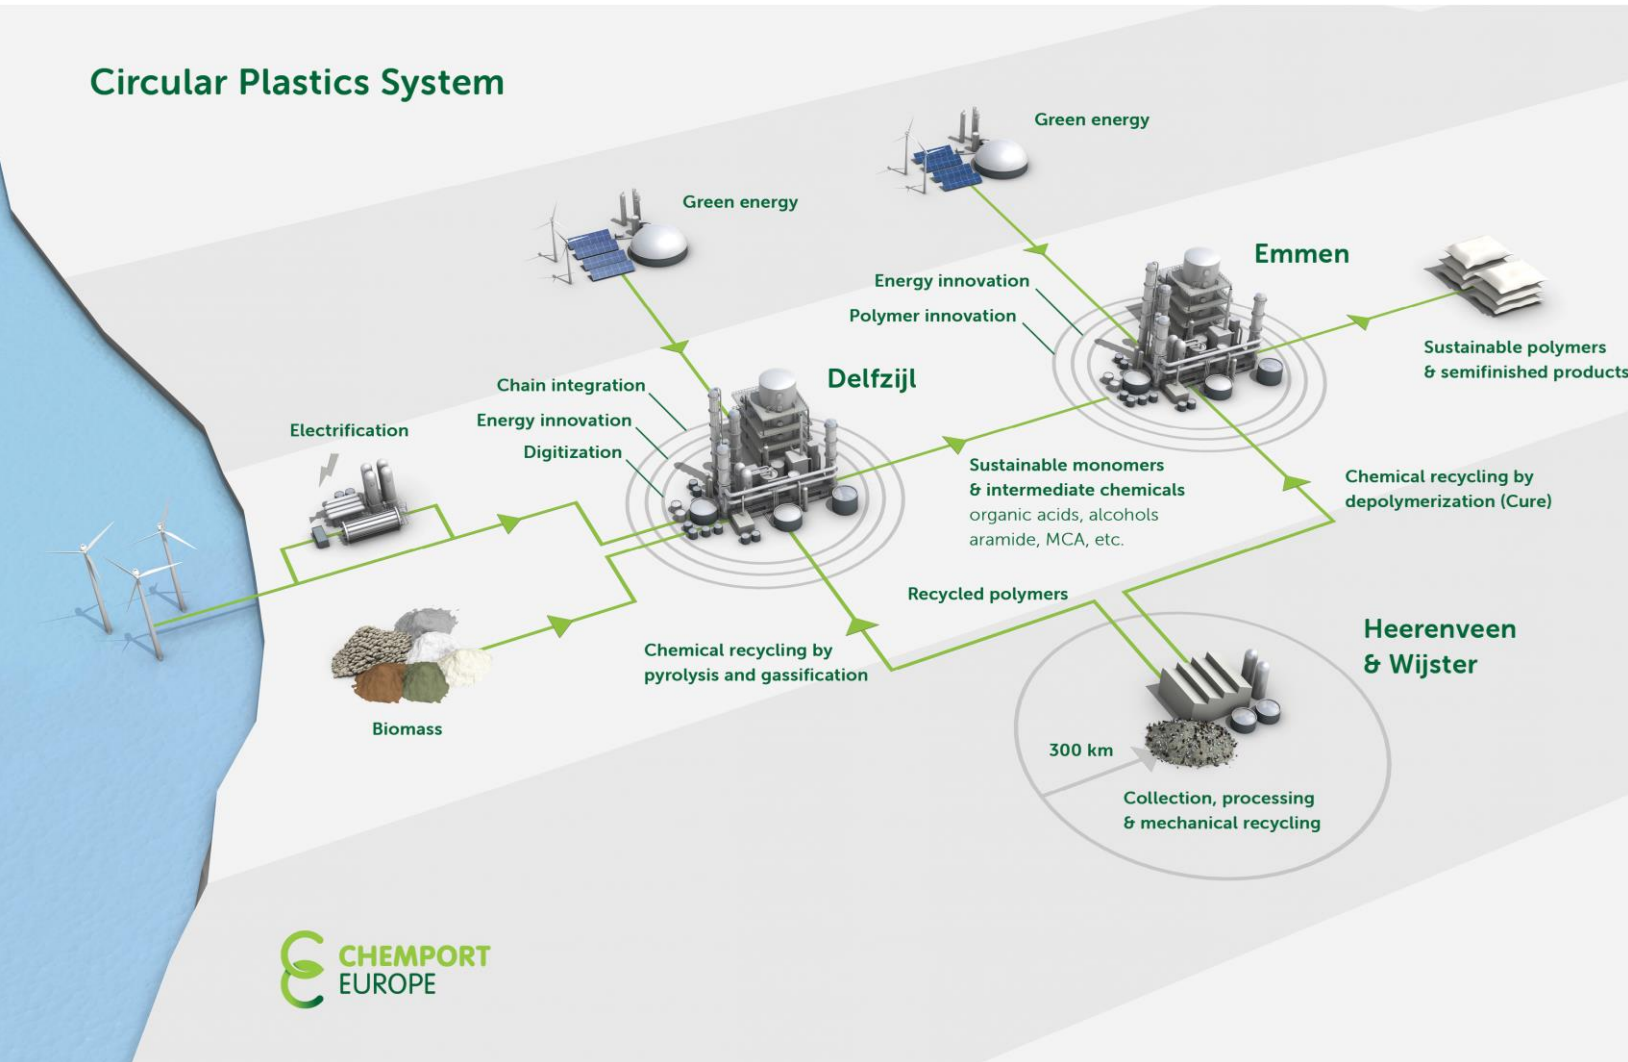 Circular Plastics System
Green energy
Green energy
Emmen
Energy innovation
Polymer innovation
Sustainable polymers
& semifinished products
Delfzijl
Chain integration
Energy innovation
Digitization
Electrification
Sustainable monomers
& intermediate chemicals
organic acids, alcohols
aramide, MCA, etc.
Chemical recycling by
depolymerization (Cure)
Recycled polymers
Heerenveen
& Wijster
Chemical recycling by
pyrolysis and gassification
Biomass
300 km
Collection, processing
& mechanical recycling
CHEMPORT
EUROPE